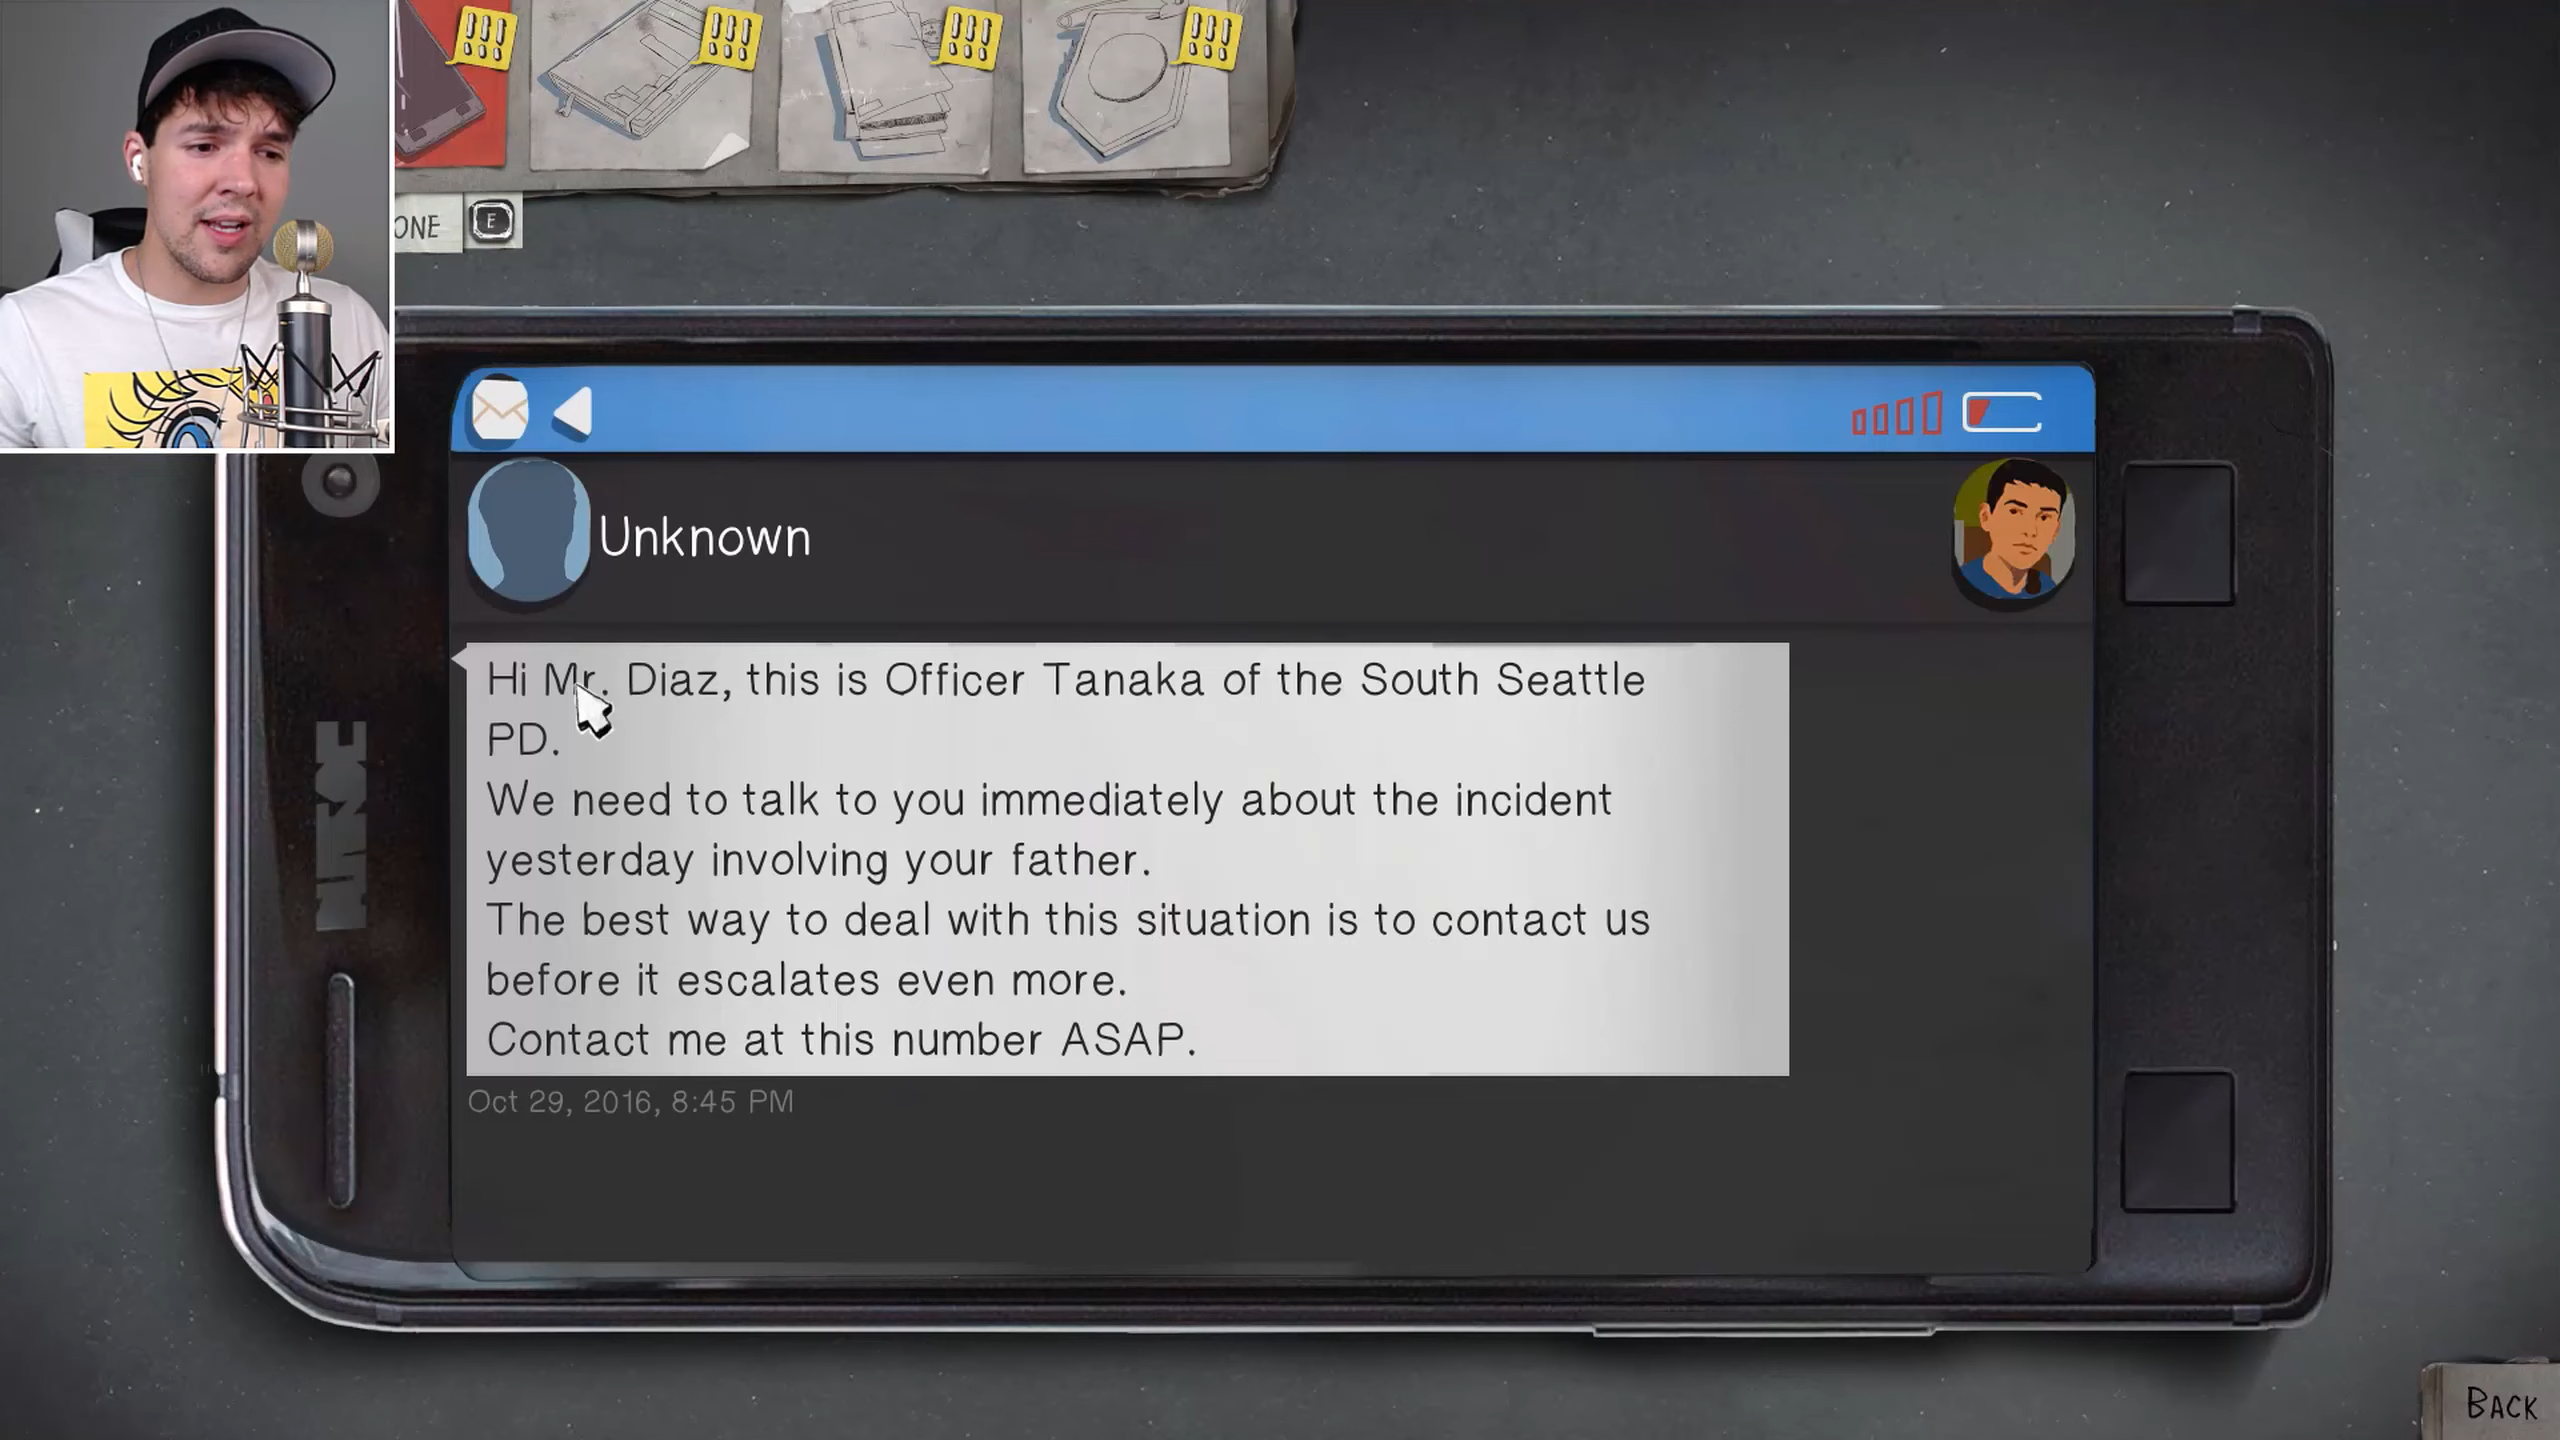 !!!
!!!
!!!
!!!
ONE
E
Unknown
Hi Mr. Diaz, this is Officer Tanaka of the South Seattle
PD.
We need to talk to you immediately about the incident
yesterday involving your father.
The best way to deal with this situation is to contact us
before it escalates even more.
Contact me at this number ASAP.
Oct 29, 2016, 8:45 PM
BACK